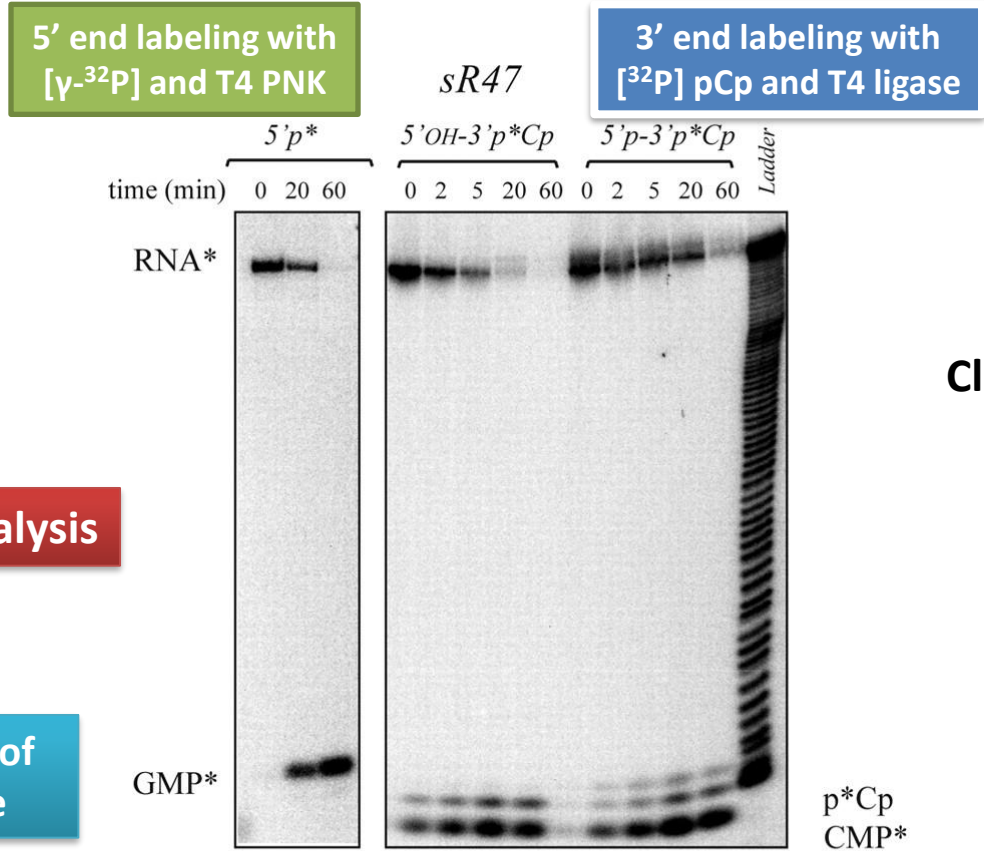 5’ end labeling with
[γ-³²P] and T4 PNK
sR47
3’ end labeling with
[³²P] pCp and T4 ligase
5’p*
5’OH-3’p*Cp
5’p-3’p*Cp
Ladder
time (min) 0 20 60 0 2 5 20 60 0 2 5 20 60
RNA*
Cl
alysis
of
e
GMP*
p*Cp
CMP*